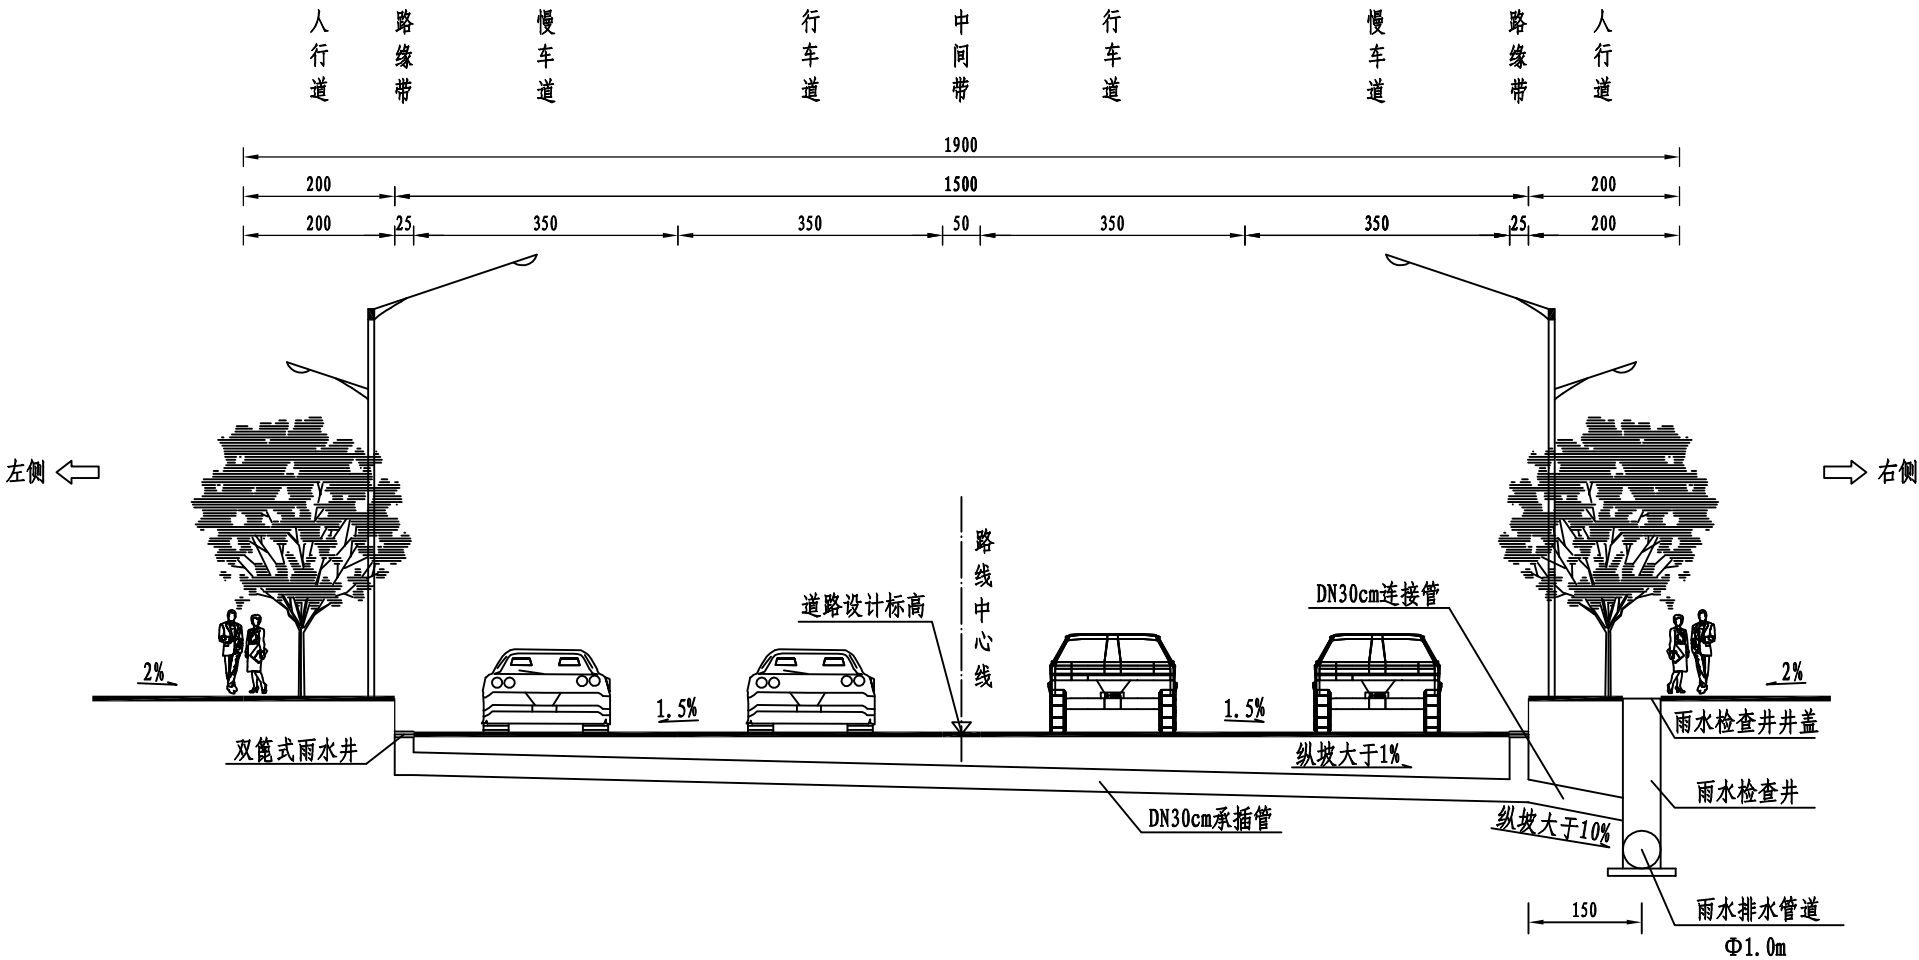 人行道
路缘带
慢车道
行车道
中间带
行车道
慢车道
路缘带
人行道
1900
200
1500
200
200
25
350
350
50
350
350
25
200
左侧
右侧
路线中心线
道路设计标高
DN30cm连接管
2%
1.5%
1.5%
2%
双篦式雨水井
纵坡大于1%
雨水检查井井盖
雨水检查井
DN30cm承插管
纵坡大于10%
150
雨水排水管道
Φ1.0m